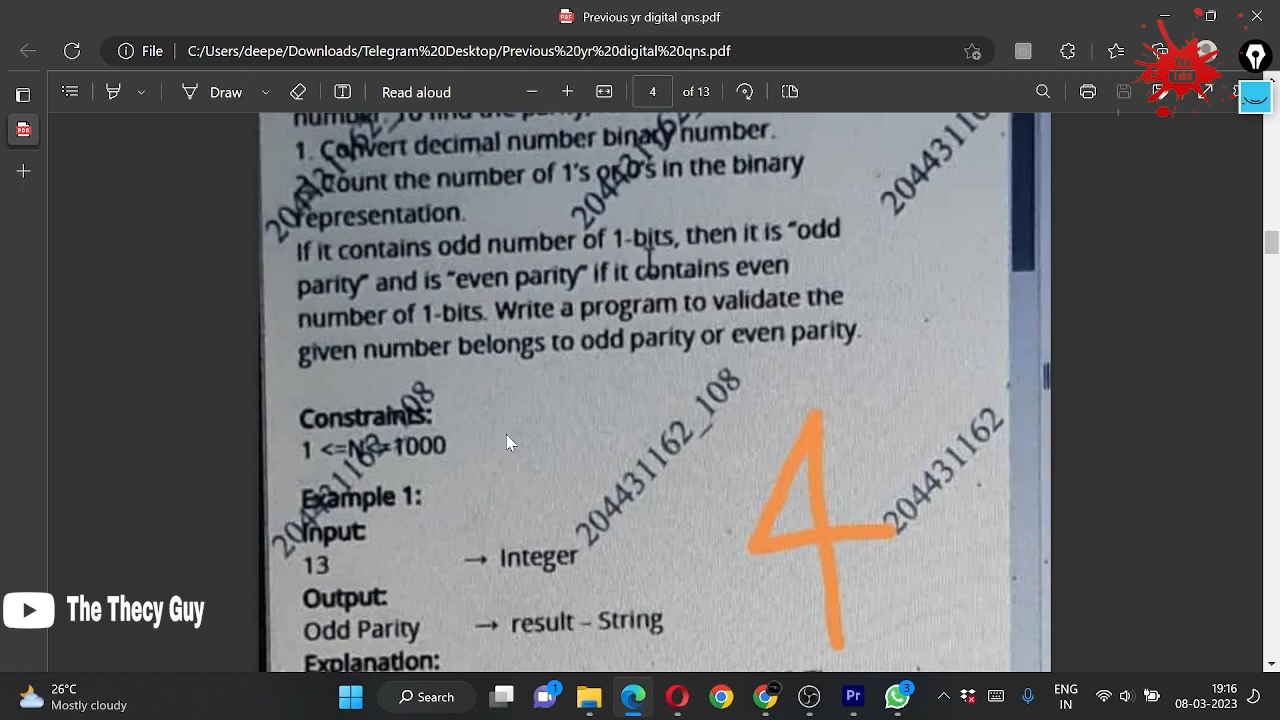 Previous yr digital qns.pdf
File
C:/Users/deepe/Downloads/Telegram%20Desktop/Previous%20yr%20digital%20qns.pdf
You
Tube
Draw
Read aloud
4
of 13
1. Convert decimal number binary number.
2. Count the number of 1's or 0's in the binary
representation.
If it contains odd number of 1-bits, then it is "odd
parity" and is "even parity" if it contains even
number of 1-bits. Write a program to validate the
given number belongs to odd parity or even parity.
Constraints:
1 <=N<=1000
Example 1:
Input:
13 → Integer
Output:
Odd Parity → result – String
Explanation:
204431162_108
204431162
4
The Thecy Guy
26°C
Mostly cloudy
Search
1
Pr
3
ENG
IN
19:16
08-03-2023